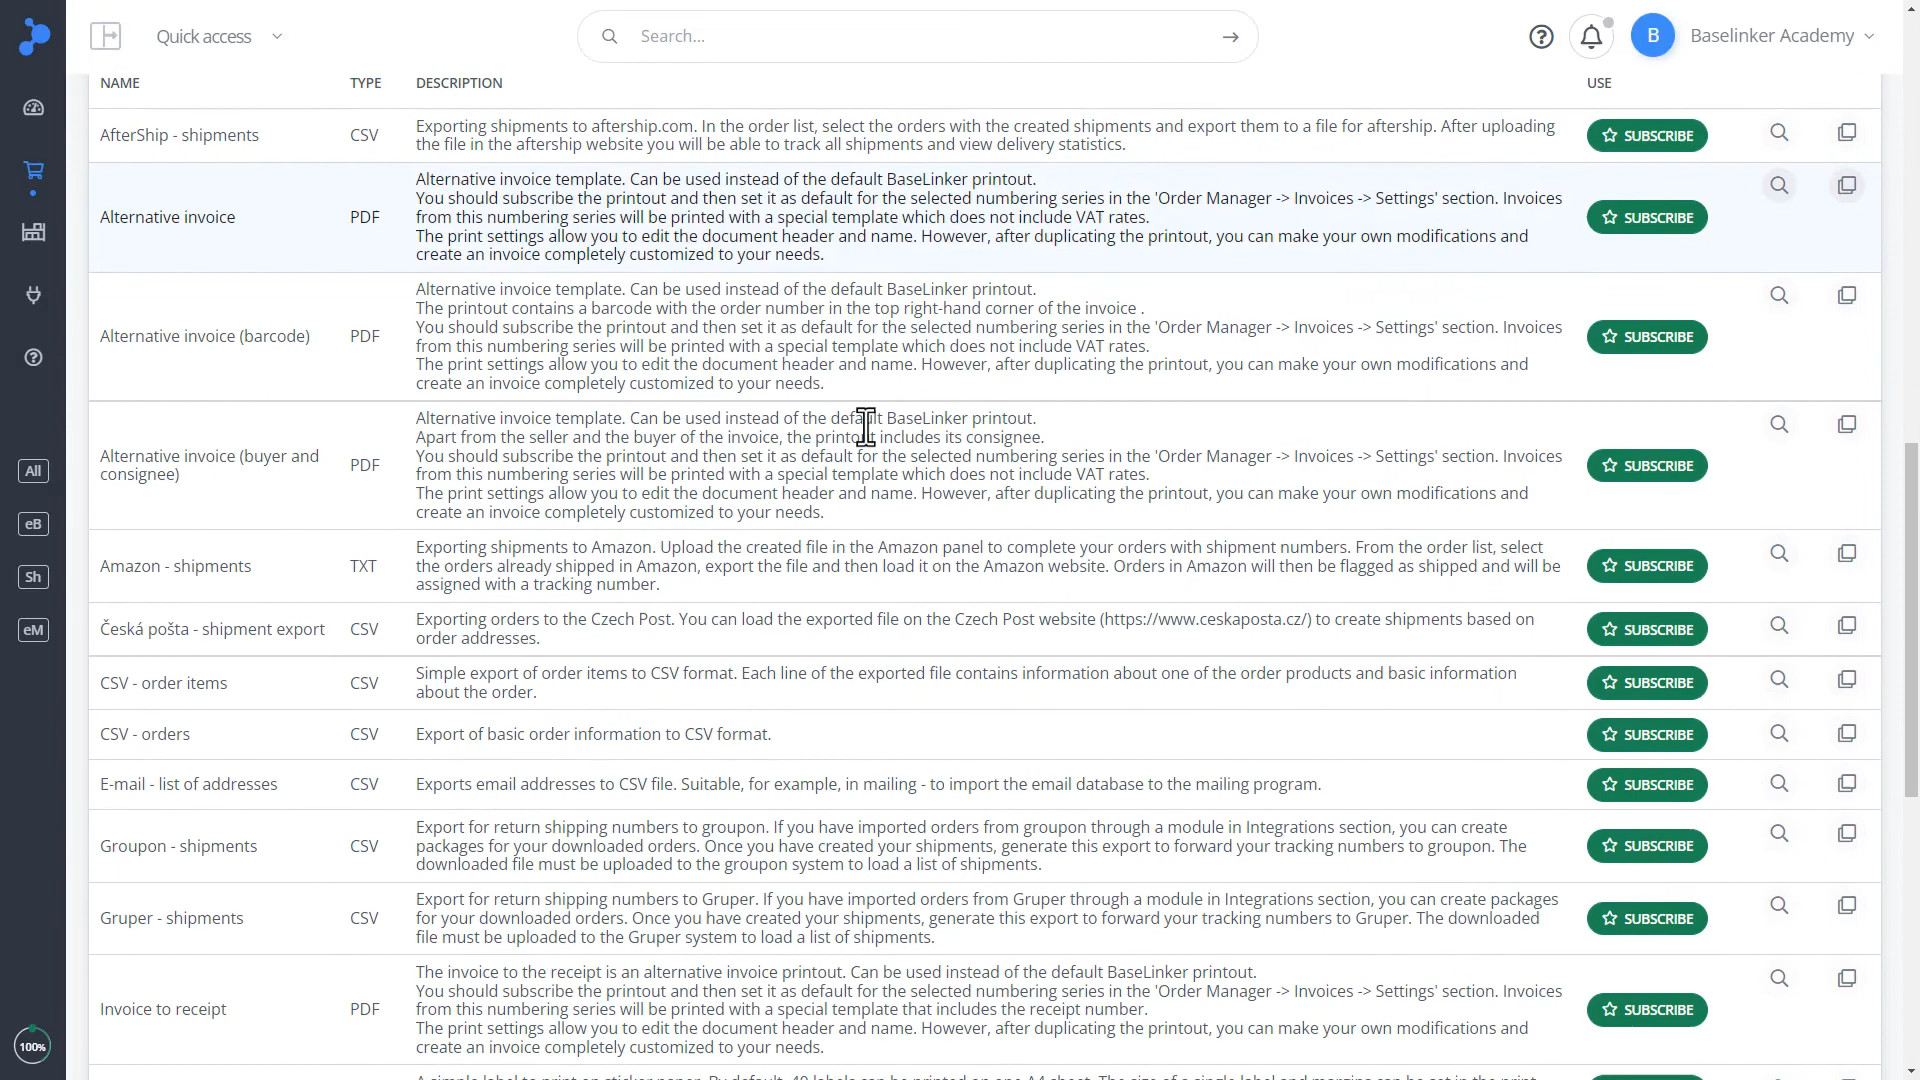 Quick access
Search...
B
Baselinker Academy
NAME TYPE DESCRIPTION USE
AfterShip - shipments CSV
Exporting shipments to aftership.com. In the order list, select the orders with the created shipments and export them to a file for aftership. After uploading
the file in the aftership website you will be able to track all shipments and view delivery statistics.
SUBSCRIBE
Alternative invoice PDF
Alternative invoice template. Can be used instead of the default BaseLinker printout.
You should subscribe the printout and then set it as default for the selected numbering series in the 'Order Manager -> Invoices -> Settings' section. Invoices
from this numbering series will be printed with a special template which does not include VAT rates.
The print settings allow you to edit the document header and name. However, after duplicating the printout, you can make your own modifications and
create an invoice completely customized to your needs.
SUBSCRIBE
Alternative invoice (barcode) PDF
Alternative invoice template. Can be used instead of the default BaseLinker printout.
The printout contains a barcode with the order number in the top right-hand corner of the invoice .
You should subscribe the printout and then set it as default for the selected numbering series in the 'Order Manager -> Invoices -> Settings' section. Invoices
from this numbering series will be printed with a special template which does not include VAT rates.
The print settings allow you to edit the document header and name. However, after duplicating the printout, you can make your own modifications and
create an invoice completely customized to your needs.
SUBSCRIBE
Alternative invoice (buyer and
consignee)
PDF
Alternative invoice template. Can be used instead of the default BaseLinker printout.
Apart from the seller and the buyer of the invoice, the printout includes its consignee.
You should subscribe the printout and then set it as default for the selected numbering series in the 'Order Manager -> Invoices -> Settings' section. Invoices
from this numbering series will be printed with a special template which does not include VAT rates.
The print settings allow you to edit the document header and name. However, after duplicating the printout, you can make your own modifications and
create an invoice completely customized to your needs.
SUBSCRIBE
Amazon - shipments TXT
Exporting shipments to Amazon. Upload the created file in the Amazon panel to complete your orders with shipment numbers. From the order list, select
the orders already shipped in Amazon, export the file and then load it on the Amazon website. Orders in Amazon will then be flagged as shipped and will be
assigned with a tracking number.
SUBSCRIBE
Česká pošta - shipment export CSV
Exporting orders to the Czech Post. You can load the exported file on the Czech Post website (https://www.ceskaposta.cz/) to create shipments based on
order addresses.
SUBSCRIBE
CSV - order items CSV
Simple export of order items to CSV format. Each line of the exported file contains information about one of the order products and basic information
about the order.
SUBSCRIBE
CSV - orders CSV Export of basic order information to CSV format. SUBSCRIBE
E-mail - list of addresses CSV Exports email addresses to CSV file. Suitable, for example, in mailing - to import the email database to the mailing program. SUBSCRIBE
Groupon - shipments CSV
Export for return shipping numbers to groupon. If you have imported orders from groupon through a module in Integrations section, you can create
packages for your downloaded orders. Once you have created your shipments, generate this export to forward your tracking numbers to groupon. The
downloaded file must be uploaded to the groupon system to load a list of shipments.
SUBSCRIBE
Gruper - shipments CSV
Export for return shipping numbers to Gruper. If you have imported orders from Gruper through a module in Integrations section, you can create packages
for your downloaded orders. Once you have created your shipments, generate this export to forward your tracking numbers to Gruper. The downloaded
file must be uploaded to the Gruper system to load a list of shipments.
SUBSCRIBE
Invoice to receipt PDF
The invoice to the receipt is an alternative invoice printout. Can be used instead of the default BaseLinker printout.
You should subscribe the printout and then set it as default for the selected numbering series in the 'Order Manager -> Invoices -> Settings' section. Invoices
from this numbering series will be printed with a special template that includes the receipt number.
The print settings allow you to edit the document header and name. However, after duplicating the printout, you can make your own modifications and
create an invoice completely customized to your needs.
SUBSCRIBE
All
eB
Sh
eM
100%